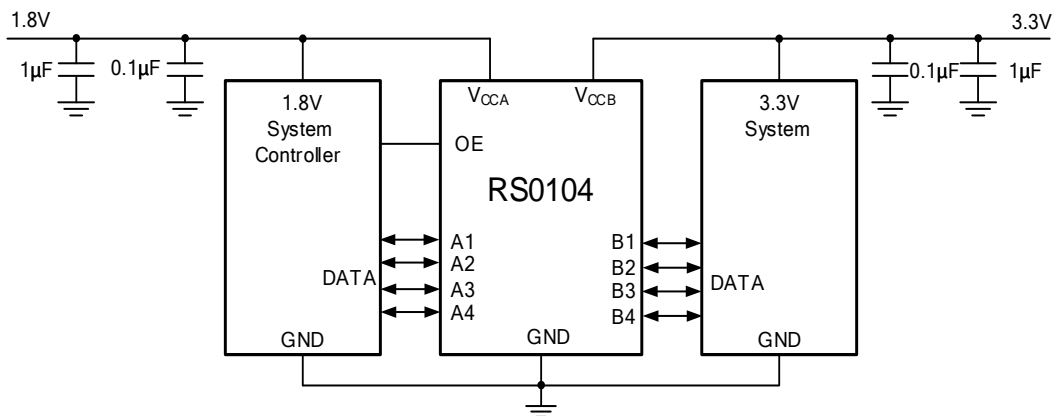 1.8V
3.3V
1μF
0.1μF
0.1μF
1μF
1.8V
System
Controller
VCCA
VCCB
3.3V
System
OE
RS0104
A1
A2
A3
A4
B1
B2
B3
B4
DATA
DATA
GND
GND
GND